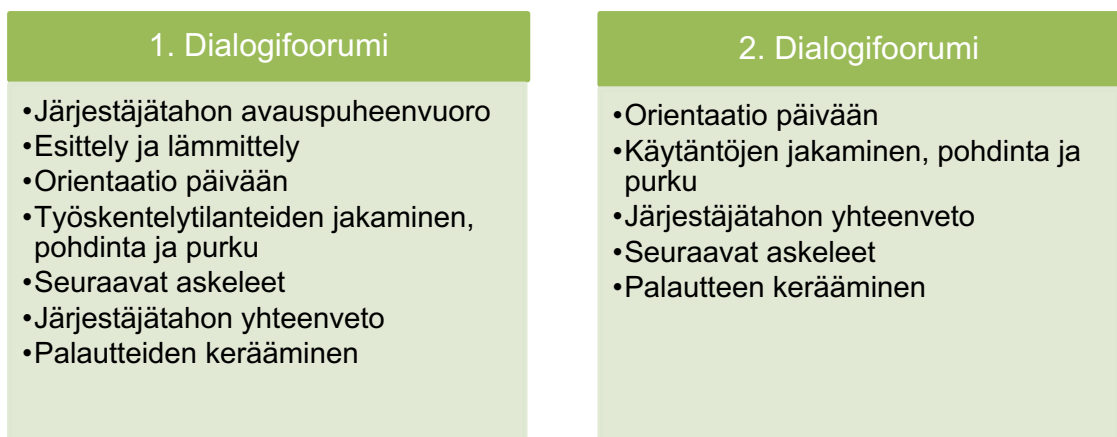 1. Dialogifoorumi
•Järjestäjätahon avauspuheenvuoro
•Esittely ja lämmittely
•Orientaatio päivään
•Työskentelytilanteiden jakaminen,
pohdinta ja purku
•Seuraavat askeleet
•Järjestäjätahon yhteenveto
•Palautteiden kerääminen
2. Dialogifoorumi
•Orientaatio päivään
•Käytäntöjen jakaminen, pohdinta ja
purku
•Järjestäjätahon yhteenveto
•Seuraavat askeleet
•Palautteen kerääminen